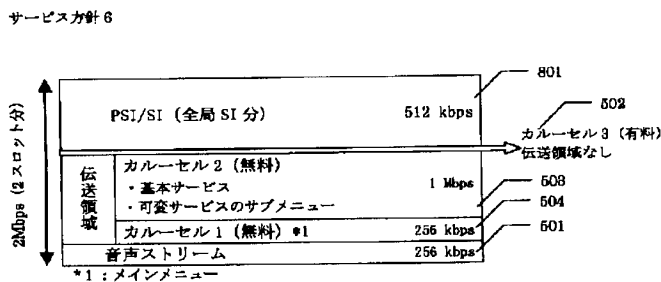 サービス方針6
801
PSI/SI (全局 SI 分)
512 kbps
502
カルーセル3 (有料)
伝送領域なし
2Mbps (2スロット分)
伝送領域
カルーセル2 (無料)
・基本サービス
・可変サービスのサブメニュー
1 Mbps
503
504
カルーセル1 (無料) *1
256 kbps
501
音声ストリーム
256 kbps
*1:メインメニュー